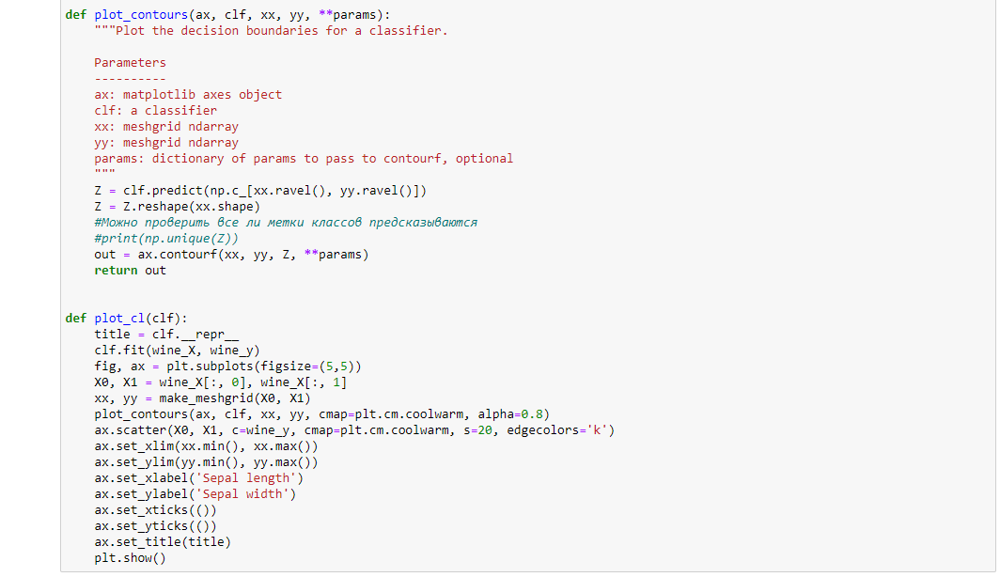 def plot_contours(ax, clf, xx, yy, **params):
    """Plot the decision boundaries for a classifier.

    Parameters
    ----------
    ax: matplotlib axes object
    clf: a classifier
    xx: meshgrid ndarray
    yy: meshgrid ndarray
    params: dictionary of params to pass to contourf, optional
    """
    Z = clf.predict(np.c_[xx.ravel(), yy.ravel()])
    Z = Z.reshape(xx.shape)
    #Можно проверить все ли метки классов предсказываются
    #print(np.unique(Z))
    out = ax.contourf(xx, yy, Z, **params)
    return out


def plot_cl(clf):
    title = clf.__repr__
    clf.fit(wine_X, wine_y)
    fig, ax = plt.subplots(figsize=(5,5))
    X0, X1 = wine_X[:, 0], wine_X[:, 1]
    xx, yy = make_meshgrid(X0, X1)
    plot_contours(ax, clf, xx, yy, cmap=plt.cm.coolwarm, alpha=0.8)
    ax.scatter(X0, X1, c=wine_y, cmap=plt.cm.coolwarm, s=20, edgecolors='k')
    ax.set_xlim(xx.min(), xx.max())
    ax.set_ylim(yy.min(), yy.max())
    ax.set_xlabel('Sepal length')
    ax.set_ylabel('Sepal width')
    ax.set_xticks(())
    ax.set_yticks(())
    ax.set_title(title)
    plt.show()